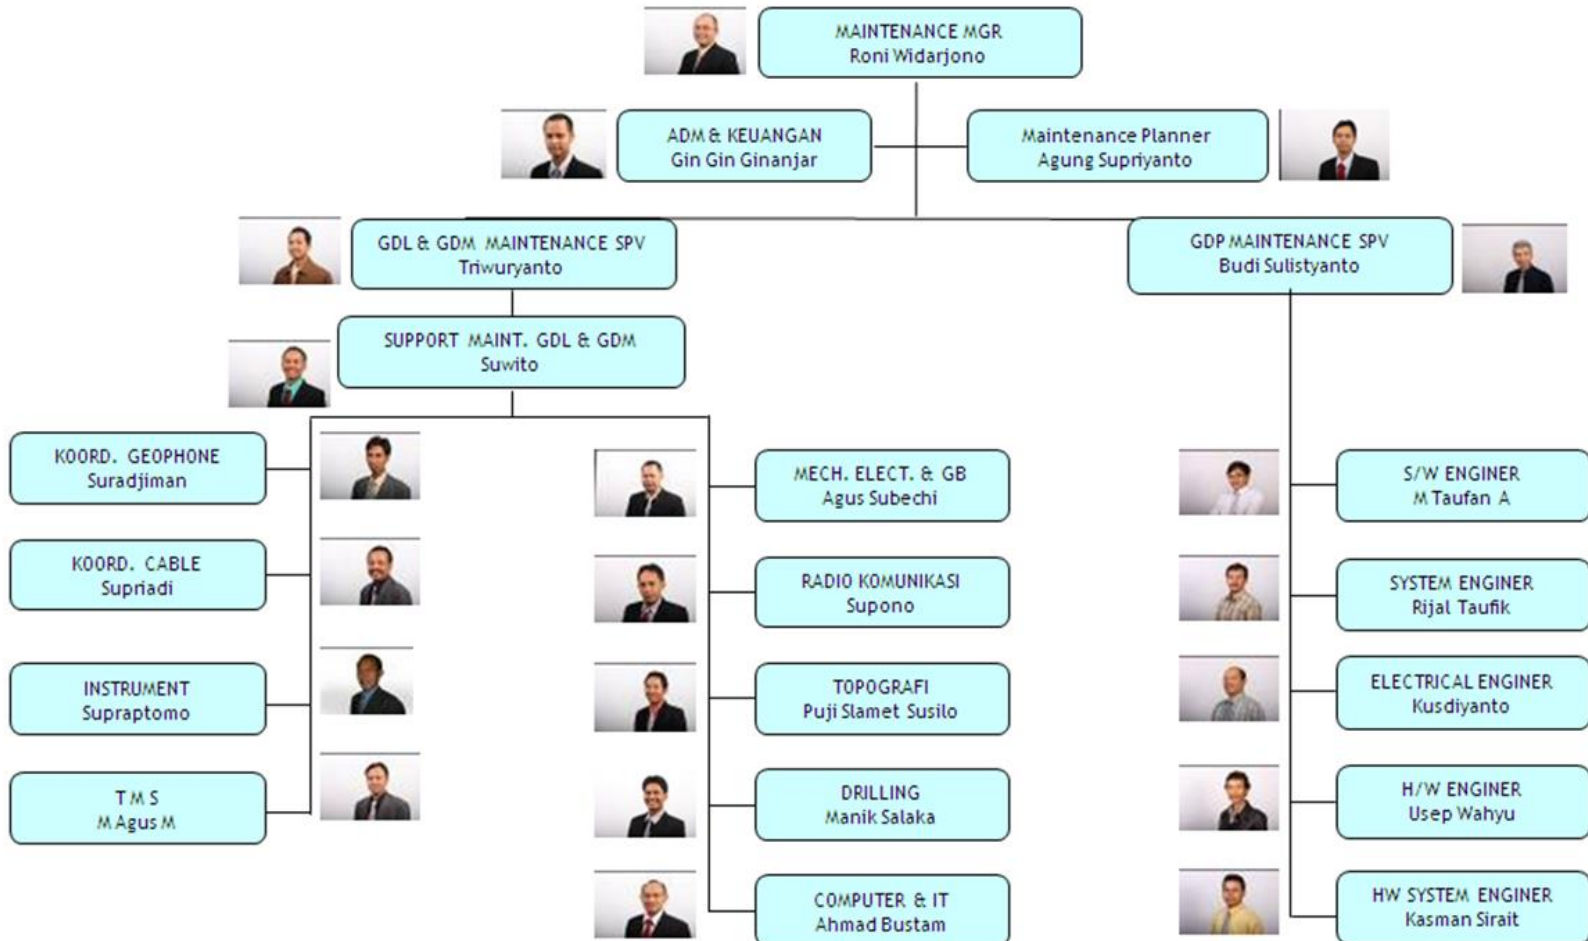 MAINTENANCE MGR
Roni Widarjono
ADM & KEUANGAN
Gin Gin Ginanjar
Maintenance Planner
Agung Supriyanto
GDL & GDM MAINTENANCE SPV
Triwuryanto
GDP MAINTENANCE SPV
Budi Sulistyanto
SUPPORT MAINT. GDL & GDM
Suwito
KOORD. GEOPHONE
Suradjiman
KOORD. CABLE
Supriadi
INSTRUMENT
Supraptomo
T M S
M Agus M
MECH. ELECT. & GB
Agus Subechi
RADIO KOMUNIKASI
Supono
TOPOGRAFI
Puji Slamet Susilo
DRILLING
Manik Salaka
COMPUTER & IT
Ahmad Bustam
S/W ENGINER
M Taufan A
SYSTEM ENGINER
Rijal Taufik
ELECTRICAL ENGINER
Kusdiyanto
H/W ENGINER
Usep Wahyu
HW SYSTEM ENGINER
Kasman Sirait